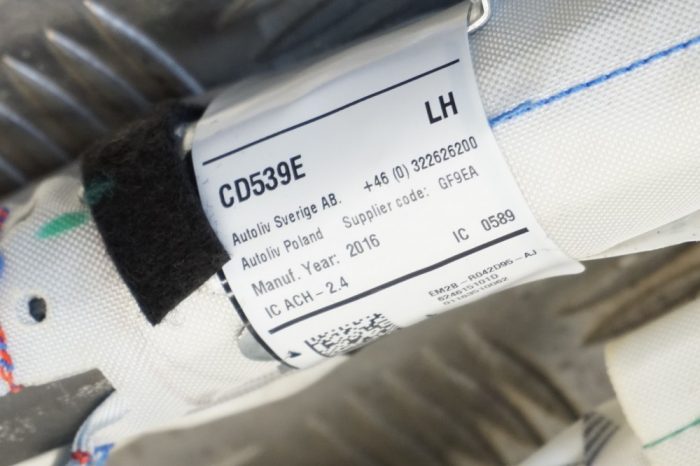 LH
CD539E
Autoliv Sverige AB. +46 (0) 322626200
Autoliv Poland Supplier code: GF9EA
Manuf. Year: 2016
IC ACH-2.4 IC 0589
EM2B-R042D95-AJ
624615101D